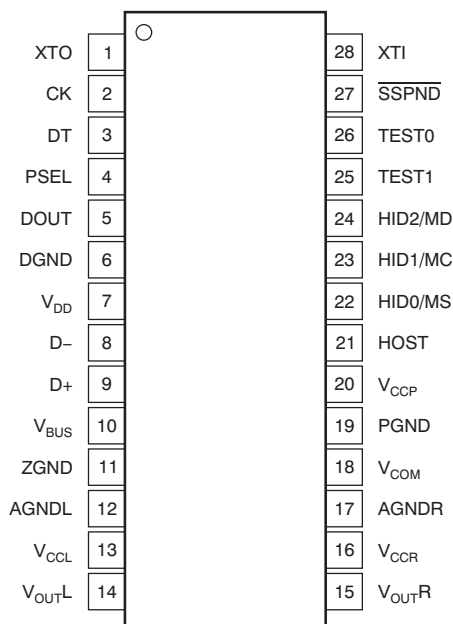 XTO 1 28 XTI
CK 2 27 SSPND
DT 3 26 TEST0
PSEL 4 25 TEST1
DOUT 5 24 HID2/MD
DGND 6 23 HID1/MC
VDD 7 22 HID0/MS
D– 8 21 HOST
D+ 9 20 VCCP
VBUS 10 19 PGND
ZGND 11 18 VCOM
AGNDL 12 17 AGNDR
VCCL 13 16 VCCR
VOUTL 14 15 VOUTR